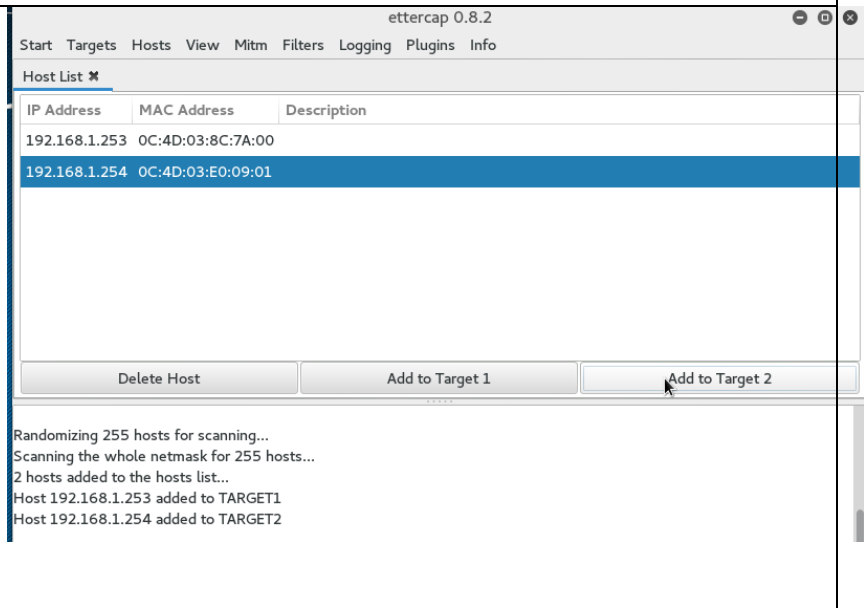 ettercap 0.8.2
Start Targets Hosts View Mitm Filters Logging Plugins Info
Host List ✖
IP Address MAC Address Description
192.168.1.253 0C:4D:03:8C:7A:00
192.168.1.254 0C:4D:03:E0:09:01
Delete Host Add to Target 1 Add to Target 2
Randomizing 255 hosts for scanning...
Scanning the whole netmask for 255 hosts...
2 hosts added to the hosts list...
Host 192.168.1.253 added to TARGET1
Host 192.168.1.254 added to TARGET2